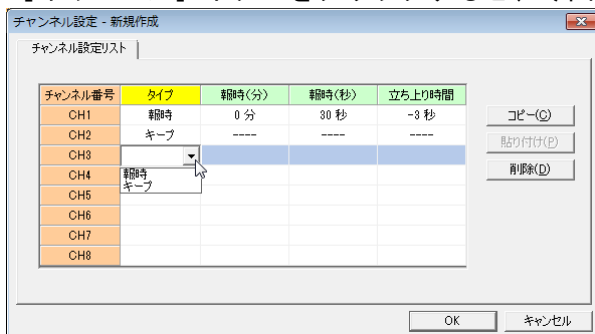 チャンネル設定 - 新規作成
チャンネル設定リスト
チャンネル番号 タイプ 報時(分) 報時(秒) 立ち上り時間
CH1 報時 0 分 30 秒 -3 秒
コピー(C)
CH2 キープ ---- ---- ----
貼り付け(P)
CH3
削除(D)
CH4 報時
キープ
CH5
CH6
CH7
CH8
OK キャンセル